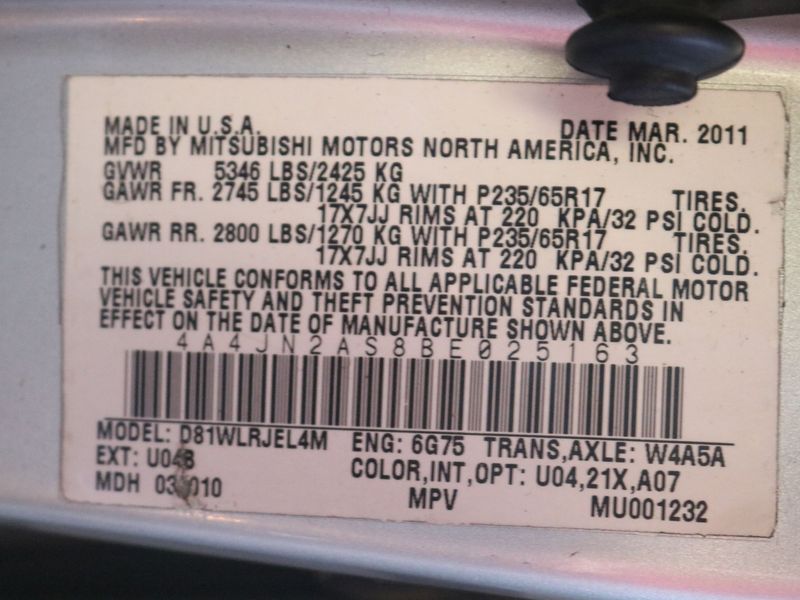 MADE IN U.S.A. DATE MAR. 2011
MFD BY MITSUBISHI MOTORS NORTH AMERICA, INC.
GVWR 5346 LBS/2425 KG
GAWR FR. 2745 LBS/1245 KG WITH P235/65R17 TIRES.
17X7JJ RIMS AT 220 KPA/32 PSI COLD.
GAWR RR. 2800 LBS/1270 KG WITH P235/65R17 TIRES.
17X7JJ RIMS AT 220 KPA/32 PSI COLD.
THIS VEHICLE CONFORMS TO ALL APPLICABLE FEDERAL MOTOR
VEHICLE SAFETY AND THEFT PREVENTION STANDARDS IN
EFFECT ON THE DATE OF MANUFACTURE SHOWN ABOVE.
4A4JN2AS8BE025163
MODEL: D81WLRJEL4M ENG: 6G75 TRANS,AXLE: W4A5A
EXT: COLOR,INT,OPT: U04,21X,A07
MDH MPV MU001232